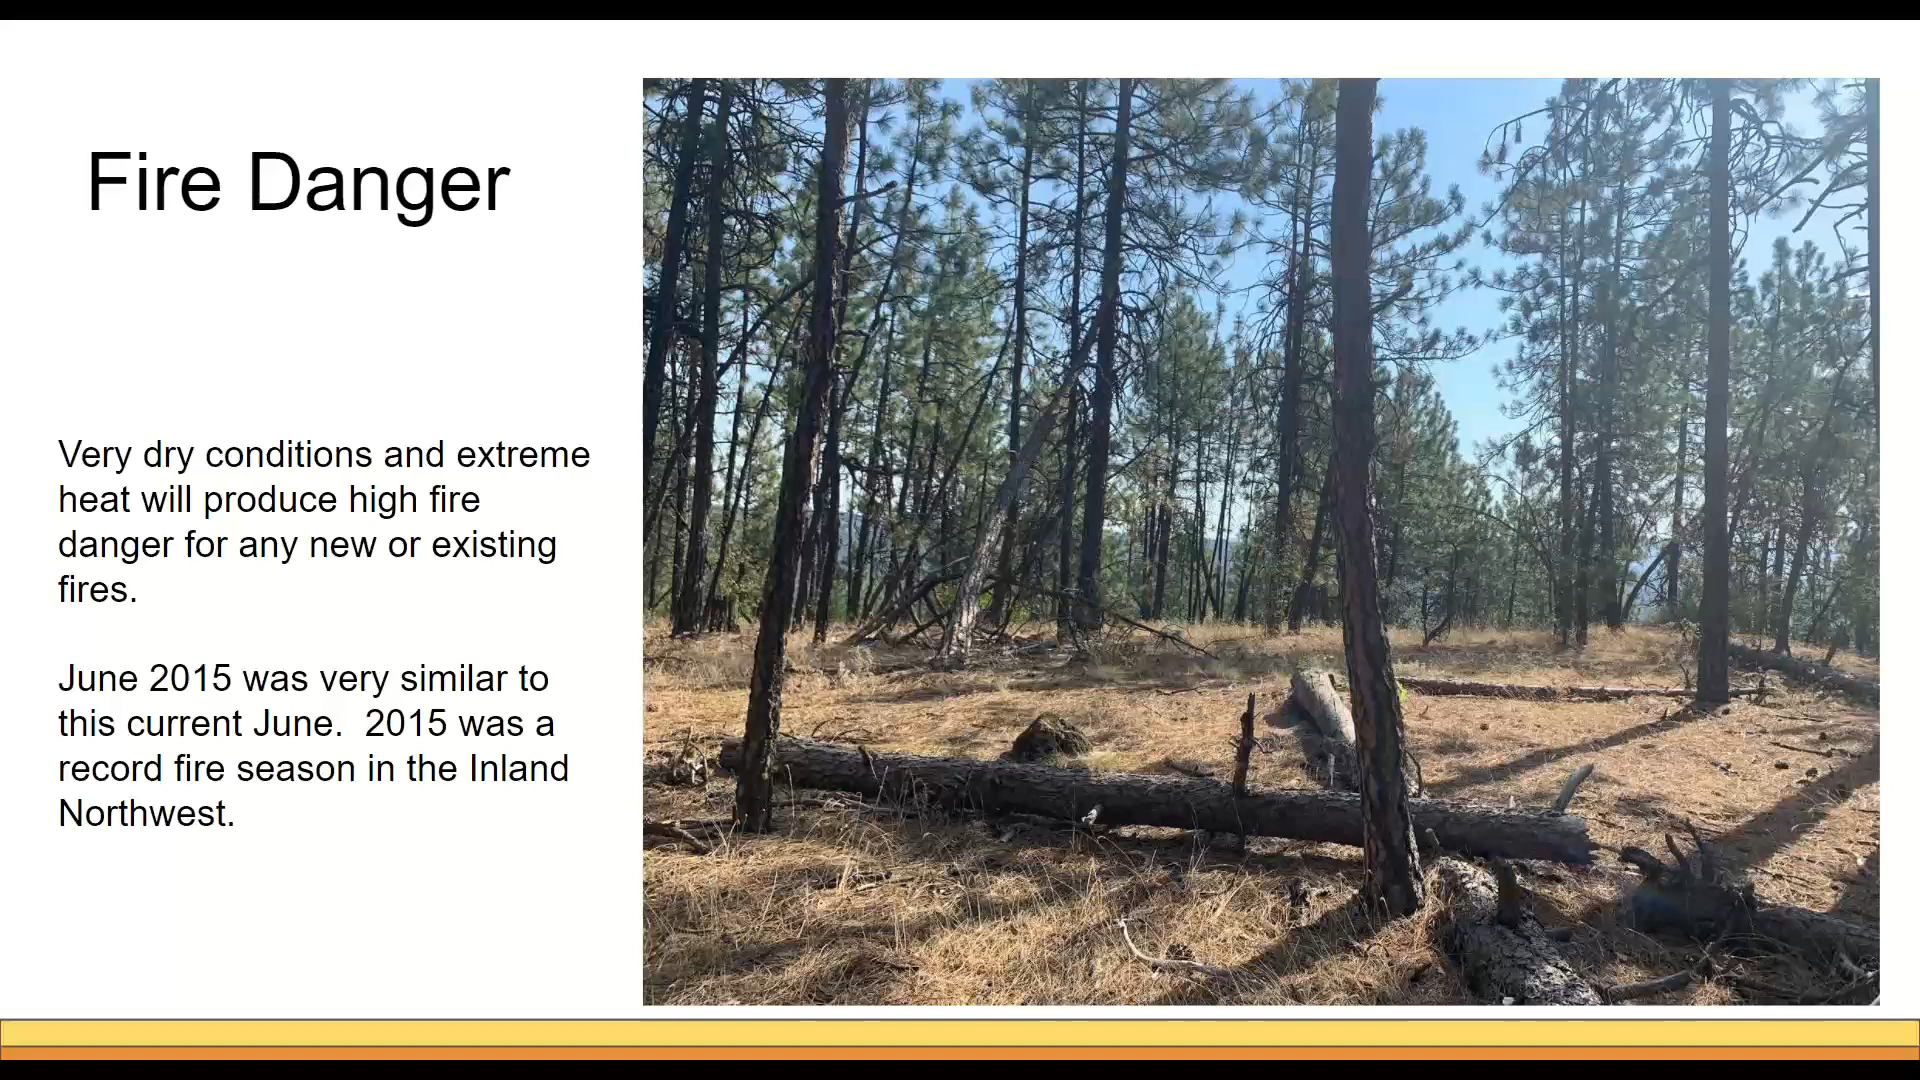 Fire Danger
Very dry conditions and extreme
heat will produce high fire
danger for any new or existing
fires.
June 2015 was very similar to
this current June.  2015 was a
record fire season in the Inland
Northwest.